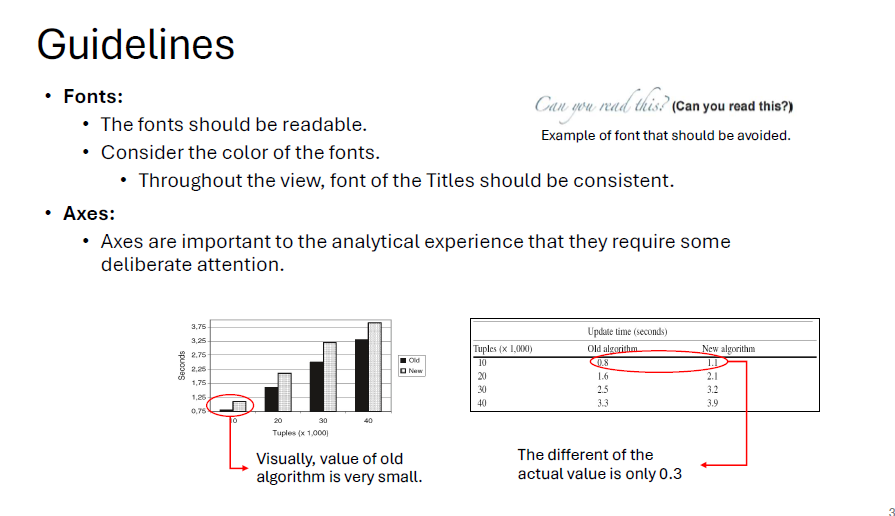 Guidelines
• Fonts:
• The fonts should be readable.
• Consider the color of the fonts.
• Throughout the view, font of the Titles should be consistent.
Can you read this? (Can you read this?)
Example of font that should be avoided.
• Axes:
• Axes are important to the analytical experience that they require some
deliberate attention.
Seconds
3,75
3,25
2,75
2,25
1,75
1,25
0,75
10 20 30 40
Tuples (x 1,000)
Old
New
Visually, value of old
algorithm is very small.
Update time (seconds)
Tuples (× 1,000) Old algorithm New algorithm
10 0.8 1.1
20 1.6 2.1
30 2.5 3.2
40 3.3 3.9
The different of the
actual value is only 0.3
3